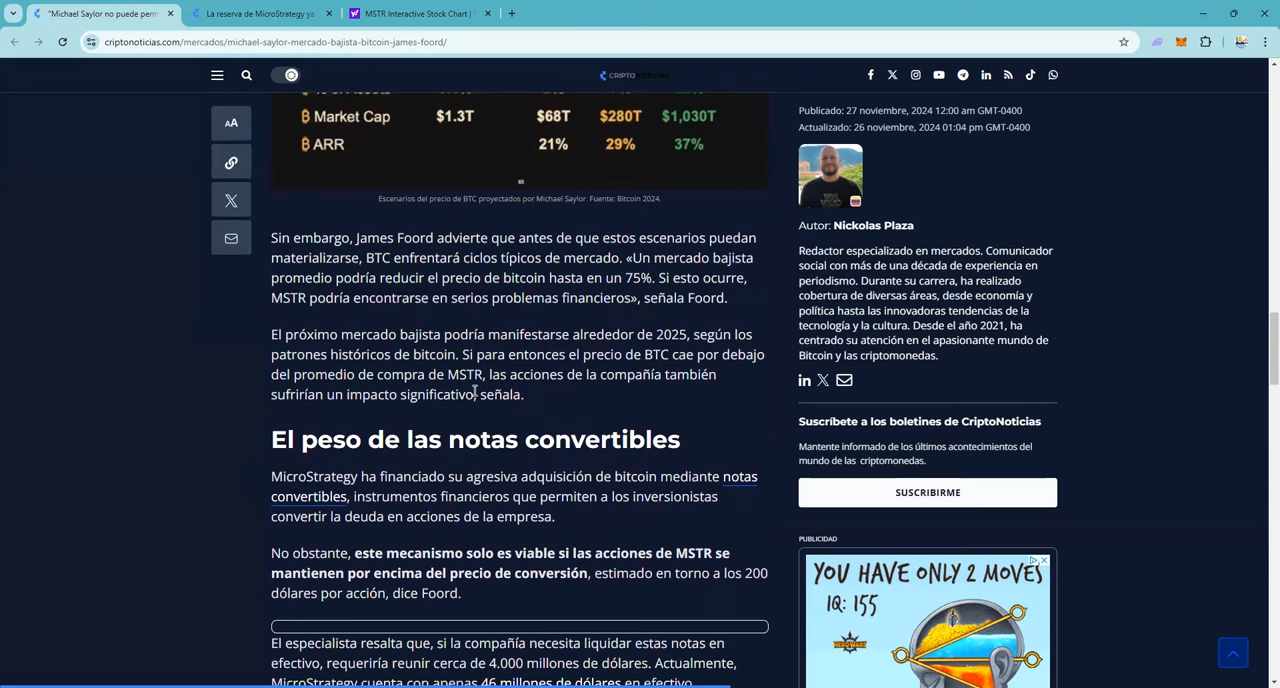 "Michael Saylor no puede perm
La reserva de MicroStrategy ya
MSTR Interactive Stock Chart |
criptonoticias.com/mercados/michael-saylor-mercado-bajista-bitcoin-james-foord/
CRIPTONOTICIAS
AA
Market Cap $1.3T $68T $280T $1,030T
ARR 21% 29% 37%
Escenarios del precio de BTC proyectados por Michael Saylor. Fuente: Bitcoin 2024.
Sin embargo, James Foord advierte que antes de que estos escenarios puedan
materializarse, BTC enfrentará ciclos típicos de mercado. «Un mercado bajista
promedio podría reducir el precio de bitcoin hasta en un 75%. Si esto ocurre,
MSTR podría encontrarse en serios problemas financieros», señala Foord.
El próximo mercado bajista podría manifestarse alrededor de 2025, según los
patrones históricos de bitcoin. Si para entonces el precio de BTC cae por debajo
del promedio de compra de MSTR, las acciones de la compañía también
sufrirían un impacto significativo, señala.
El peso de las notas convertibles
MicroStrategy ha financiado su agresiva adquisición de bitcoin mediante notas
convertibles, instrumentos financieros que permiten a los inversionistas
convertir la deuda en acciones de la empresa.
No obstante, este mecanismo solo es viable si las acciones de MSTR se
mantienen por encima del precio de conversión, estimado en torno a los 200
dólares por acción, dice Foord.
El especialista resalta que, si la compañía necesita liquidar estas notas en
efectivo, requeriría reunir cerca de 4.000 millones de dólares. Actualmente,
MicroStrategy cuenta con apenas 46 millones de dólares en efectivo
Publicado: 27 noviembre, 2024 12:00 am GMT-0400
Actualizado: 26 noviembre, 2024 01:04 pm GMT-0400
Autor: Nickolas Plaza
Redactor especializado en mercados. Comunicador
social con más de una década de experiencia en
periodismo. Durante su carrera, ha realizado
cobertura de diversas áreas, desde economía y
política hasta las innovadoras tendencias de la
tecnología y la cultura. Desde el año 2021, ha
centrado su atención en el apasionante mundo de
Bitcoin y las criptomonedas.
Suscríbete a los boletines de CriptoNoticias
Mantente informado de los últimos acontecimientos del
mundo de las criptomonedas.
SUSCRIBIRME
PUBLICIDAD
YOU HAVE ONLY 2 MOVES
IQ: 155